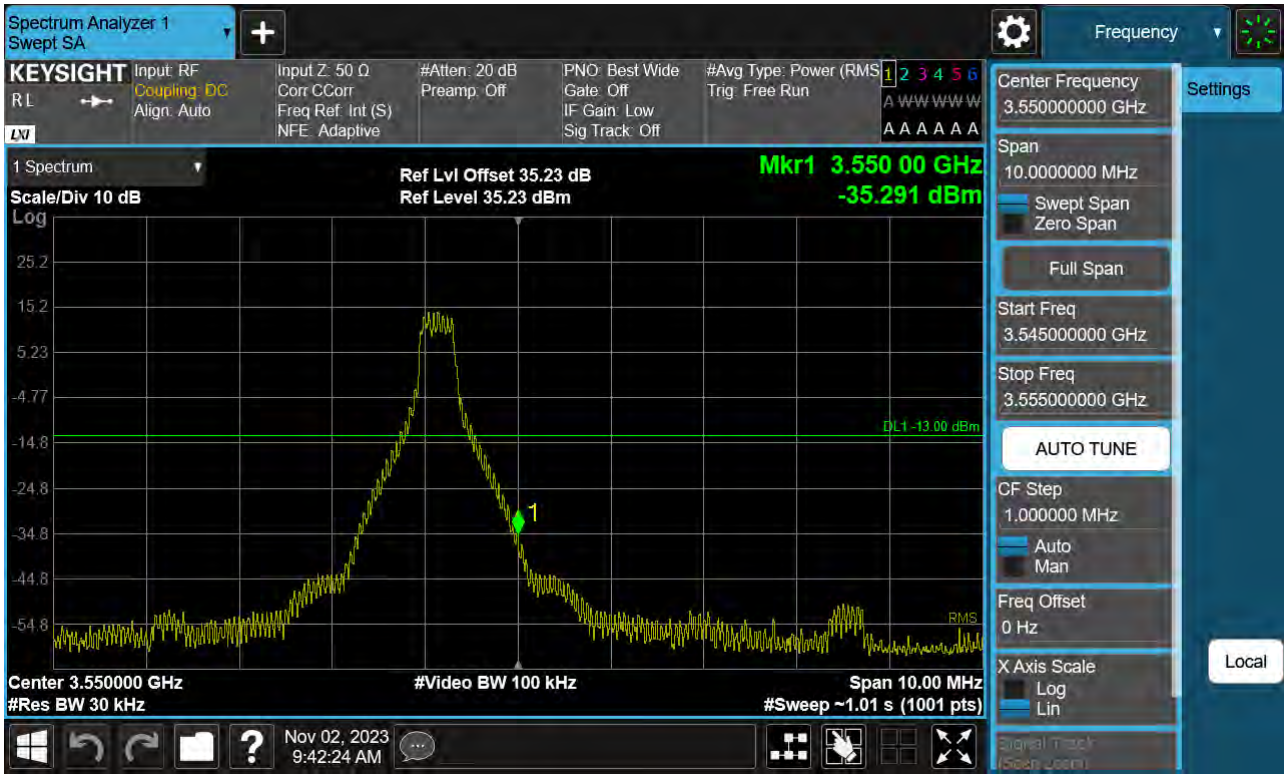 Spectrum Analyzer 1
Swept SA
Frequency
KEYSIGHT
RL
LXI
Input: RF
Coupling: DC
Align: Auto
Input Z: 50 Ω
Corr CCorr
Freq Ref: Int (S)
NFE: Adaptive
#Atten: 20 dB
Preamp: Off
PNO: Best Wide
Gate: Off
IF Gain: Low
Sig Track: Off
#Avg Type: Power (RMS
Trig: Free Run
1 2 3 4 5 6
A W W W W W
A A A A A A
1 Spectrum
Scale/Div 10 dB
Log
Ref Lvl Offset 35.23 dB
Ref Level 35.23 dBm
Mkr1 3.550 00 GHz
-35.291 dBm
25.2
15.2
5.23
-4.77
DL1 -13.00 dBm
-14.8
-24.8
1
-34.8
-44.8
-54.8
RMS
Center 3.550000 GHz
#Video BW 100 kHz
Span 10.00 MHz
#Res BW 30 kHz
#Sweep ~1.01 s (1001 pts)
Nov 02, 2023
9:42:24 AM
?
Center Frequency
3.550000000 GHz
Settings
Span
10.0000000 MHz
Swept Span
Zero Span
Full Span
Start Freq
3.545000000 GHz
Stop Freq
3.555000000 GHz
AUTO TUNE
CF Step
1.000000 MHz
Auto
Man
Freq Offset
0 Hz
X Axis Scale
Log
Lin
Local
Signal Track
(Span Zoom)